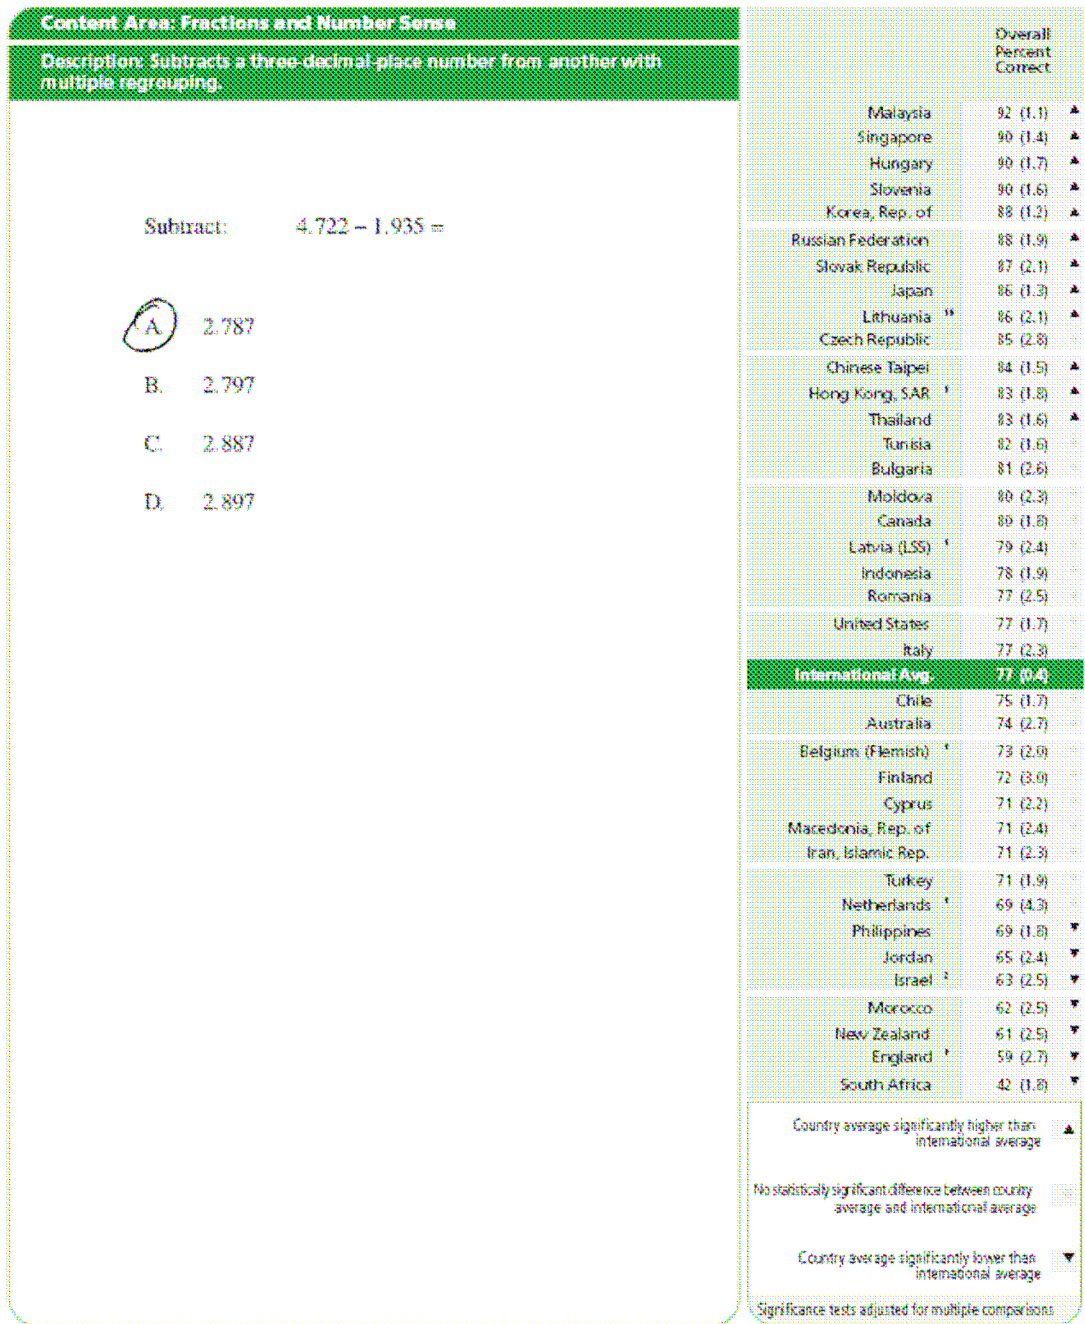 Content Area: Fractions and Number Sense
Description: Subtracts a three-decimal-place number from another with
multiple regrouping.
Subtract: 4.722 – 1.935 =
A. 2.787
B. 2.797
C. 2.887
D. 2.897
Overall
Percent
Correct
Malaysia 92 (1.1) ▲
Singapore 90 (1.4) ▲
Hungary 90 (1.7) ▲
Slovenia 90 (1.6) ▲
Korea, Rep. of 88 (1.2) ▲
Russian Federation 88 (1.9) ▲
Slovak Republic 87 (2.1) ▲
Japan 86 (1.3) ▲
Lithuania 86 (2.1) ▲
Czech Republic 85 (2.8)
Chinese Taipei 84 (1.5) ▲
Hong Kong, SAR 83 (1.8) ▲
Thailand 83 (1.6) ▲
Tunisia 82 (1.6)
Bulgaria 81 (2.6)
Moldova 80 (2.3)
Canada 80 (1.8)
Latvia (LSS) 79 (2.4)
Indonesia 78 (1.9)
Romania 77 (2.5)
United States 77 (1.7)
Italy 77 (2.3)
International Avg. 77 (0.4)
Chile 75 (1.7)
Australia 74 (2.7)
Belgium (Flemish) 73 (2.0)
Finland 72 (3.0)
Cyprus 71 (2.2)
Macedonia, Rep. of 71 (2.4)
Iran, Islamic Rep. 71 (2.3)
Turkey 71 (1.9)
Netherlands 69 (4.3)
Philippines 69 (1.8) ▼
Jordan 65 (2.4) ▼
Israel 63 (2.5) ▼
Morocco 62 (2.5) ▼
New Zealand 61 (2.5) ▼
England 59 (2.7) ▼
South Africa 42 (1.8) ▼
Country average significantly higher than ▲
international average
No statistically significant difference between country
average and international average
Country average significantly lower than ▼
international average
Significance tests adjusted for multiple comparisons